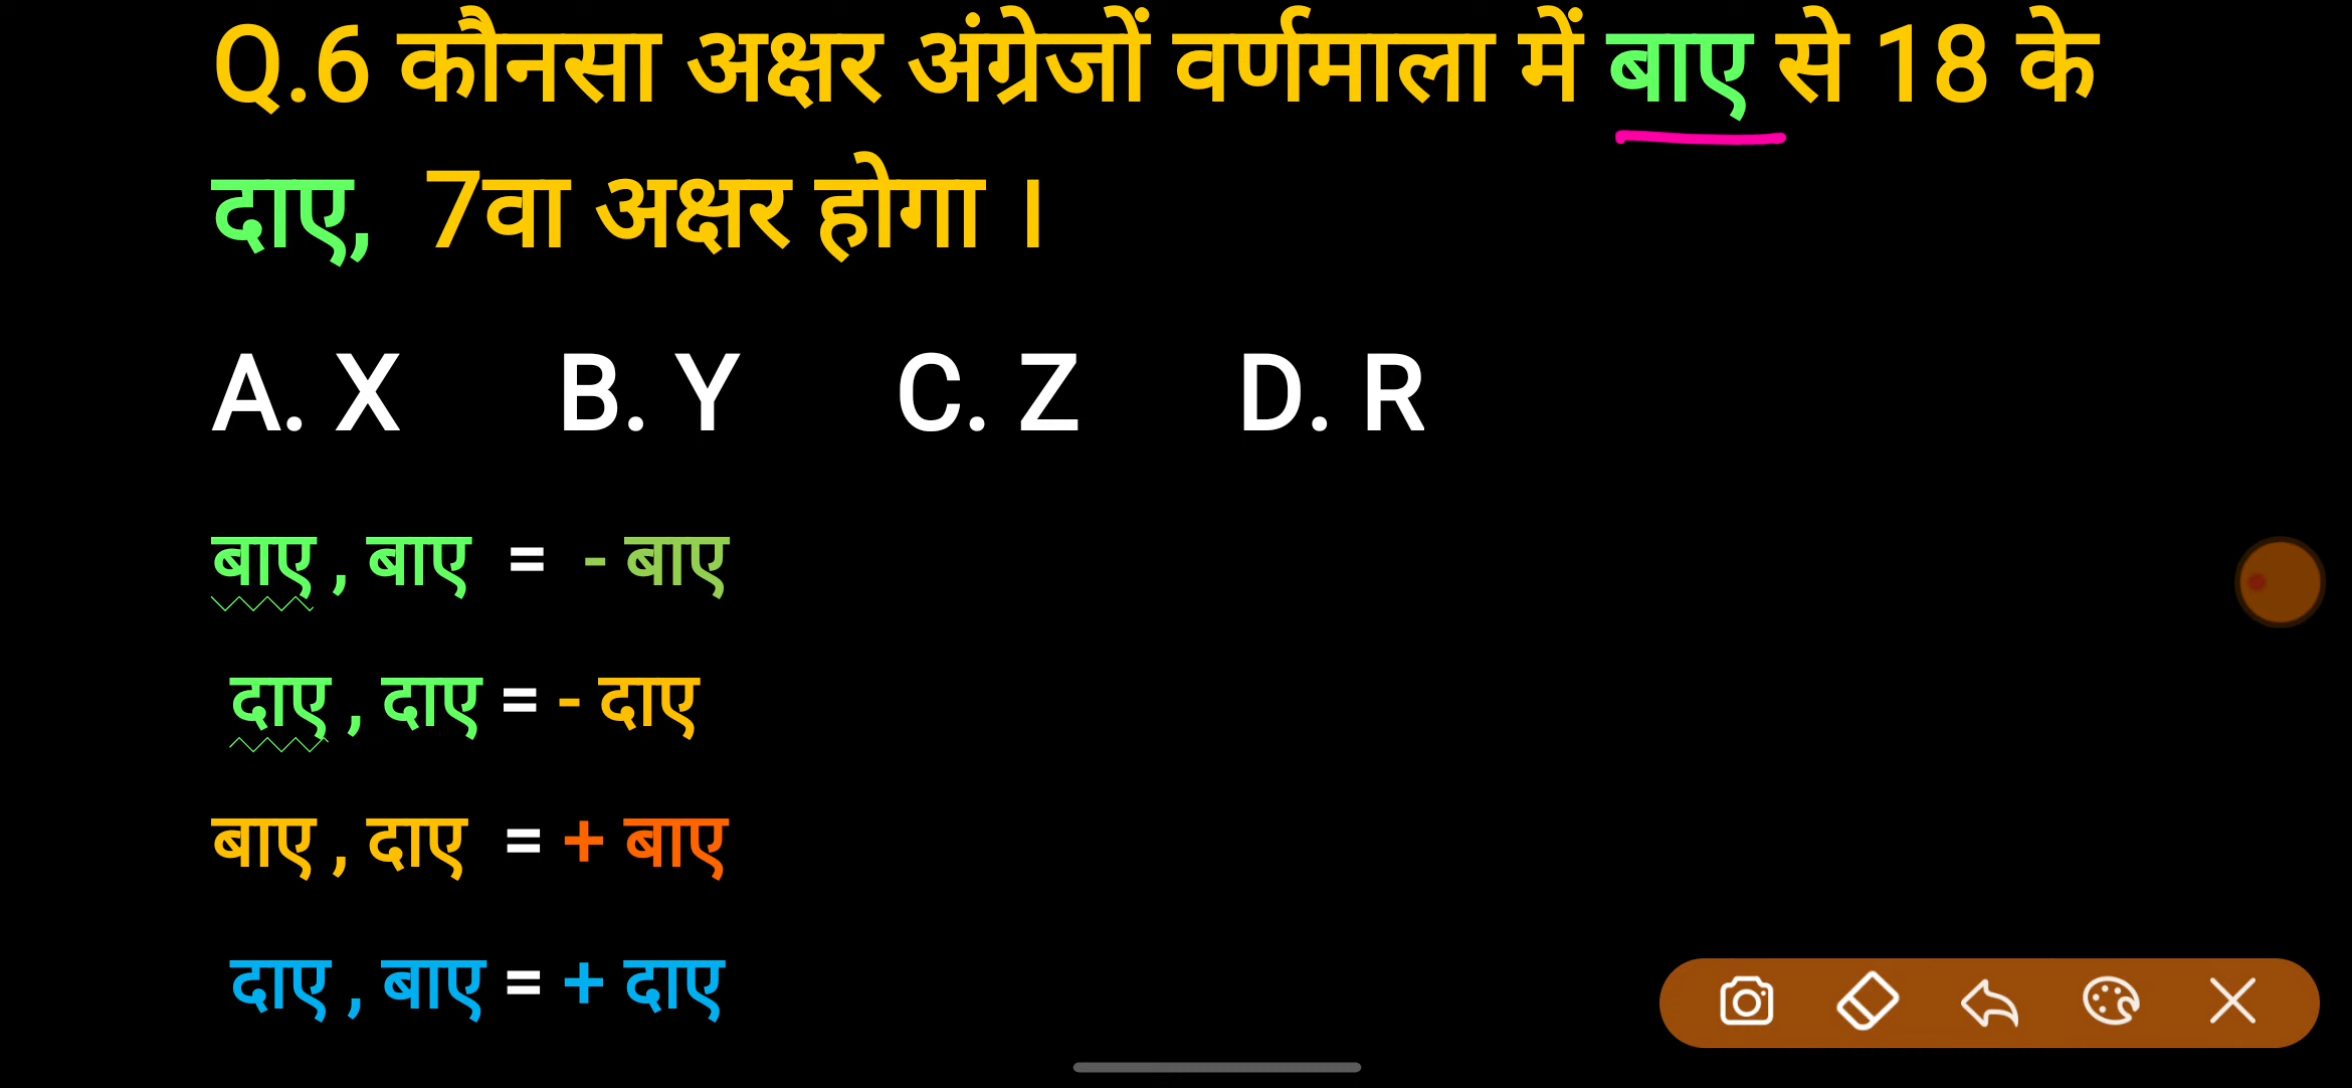 Q.6 कौनसा अक्षर अंग्रेजों वर्णमाला में बाए से 18 के
दाए, 7वा अक्षर होगा ।
A. X B. Y C. Z D. R
बाए , बाए = - बाए
दाए , दाए = - दाए
बाए , दाए = + बाए
दाए , बाए = + दाए